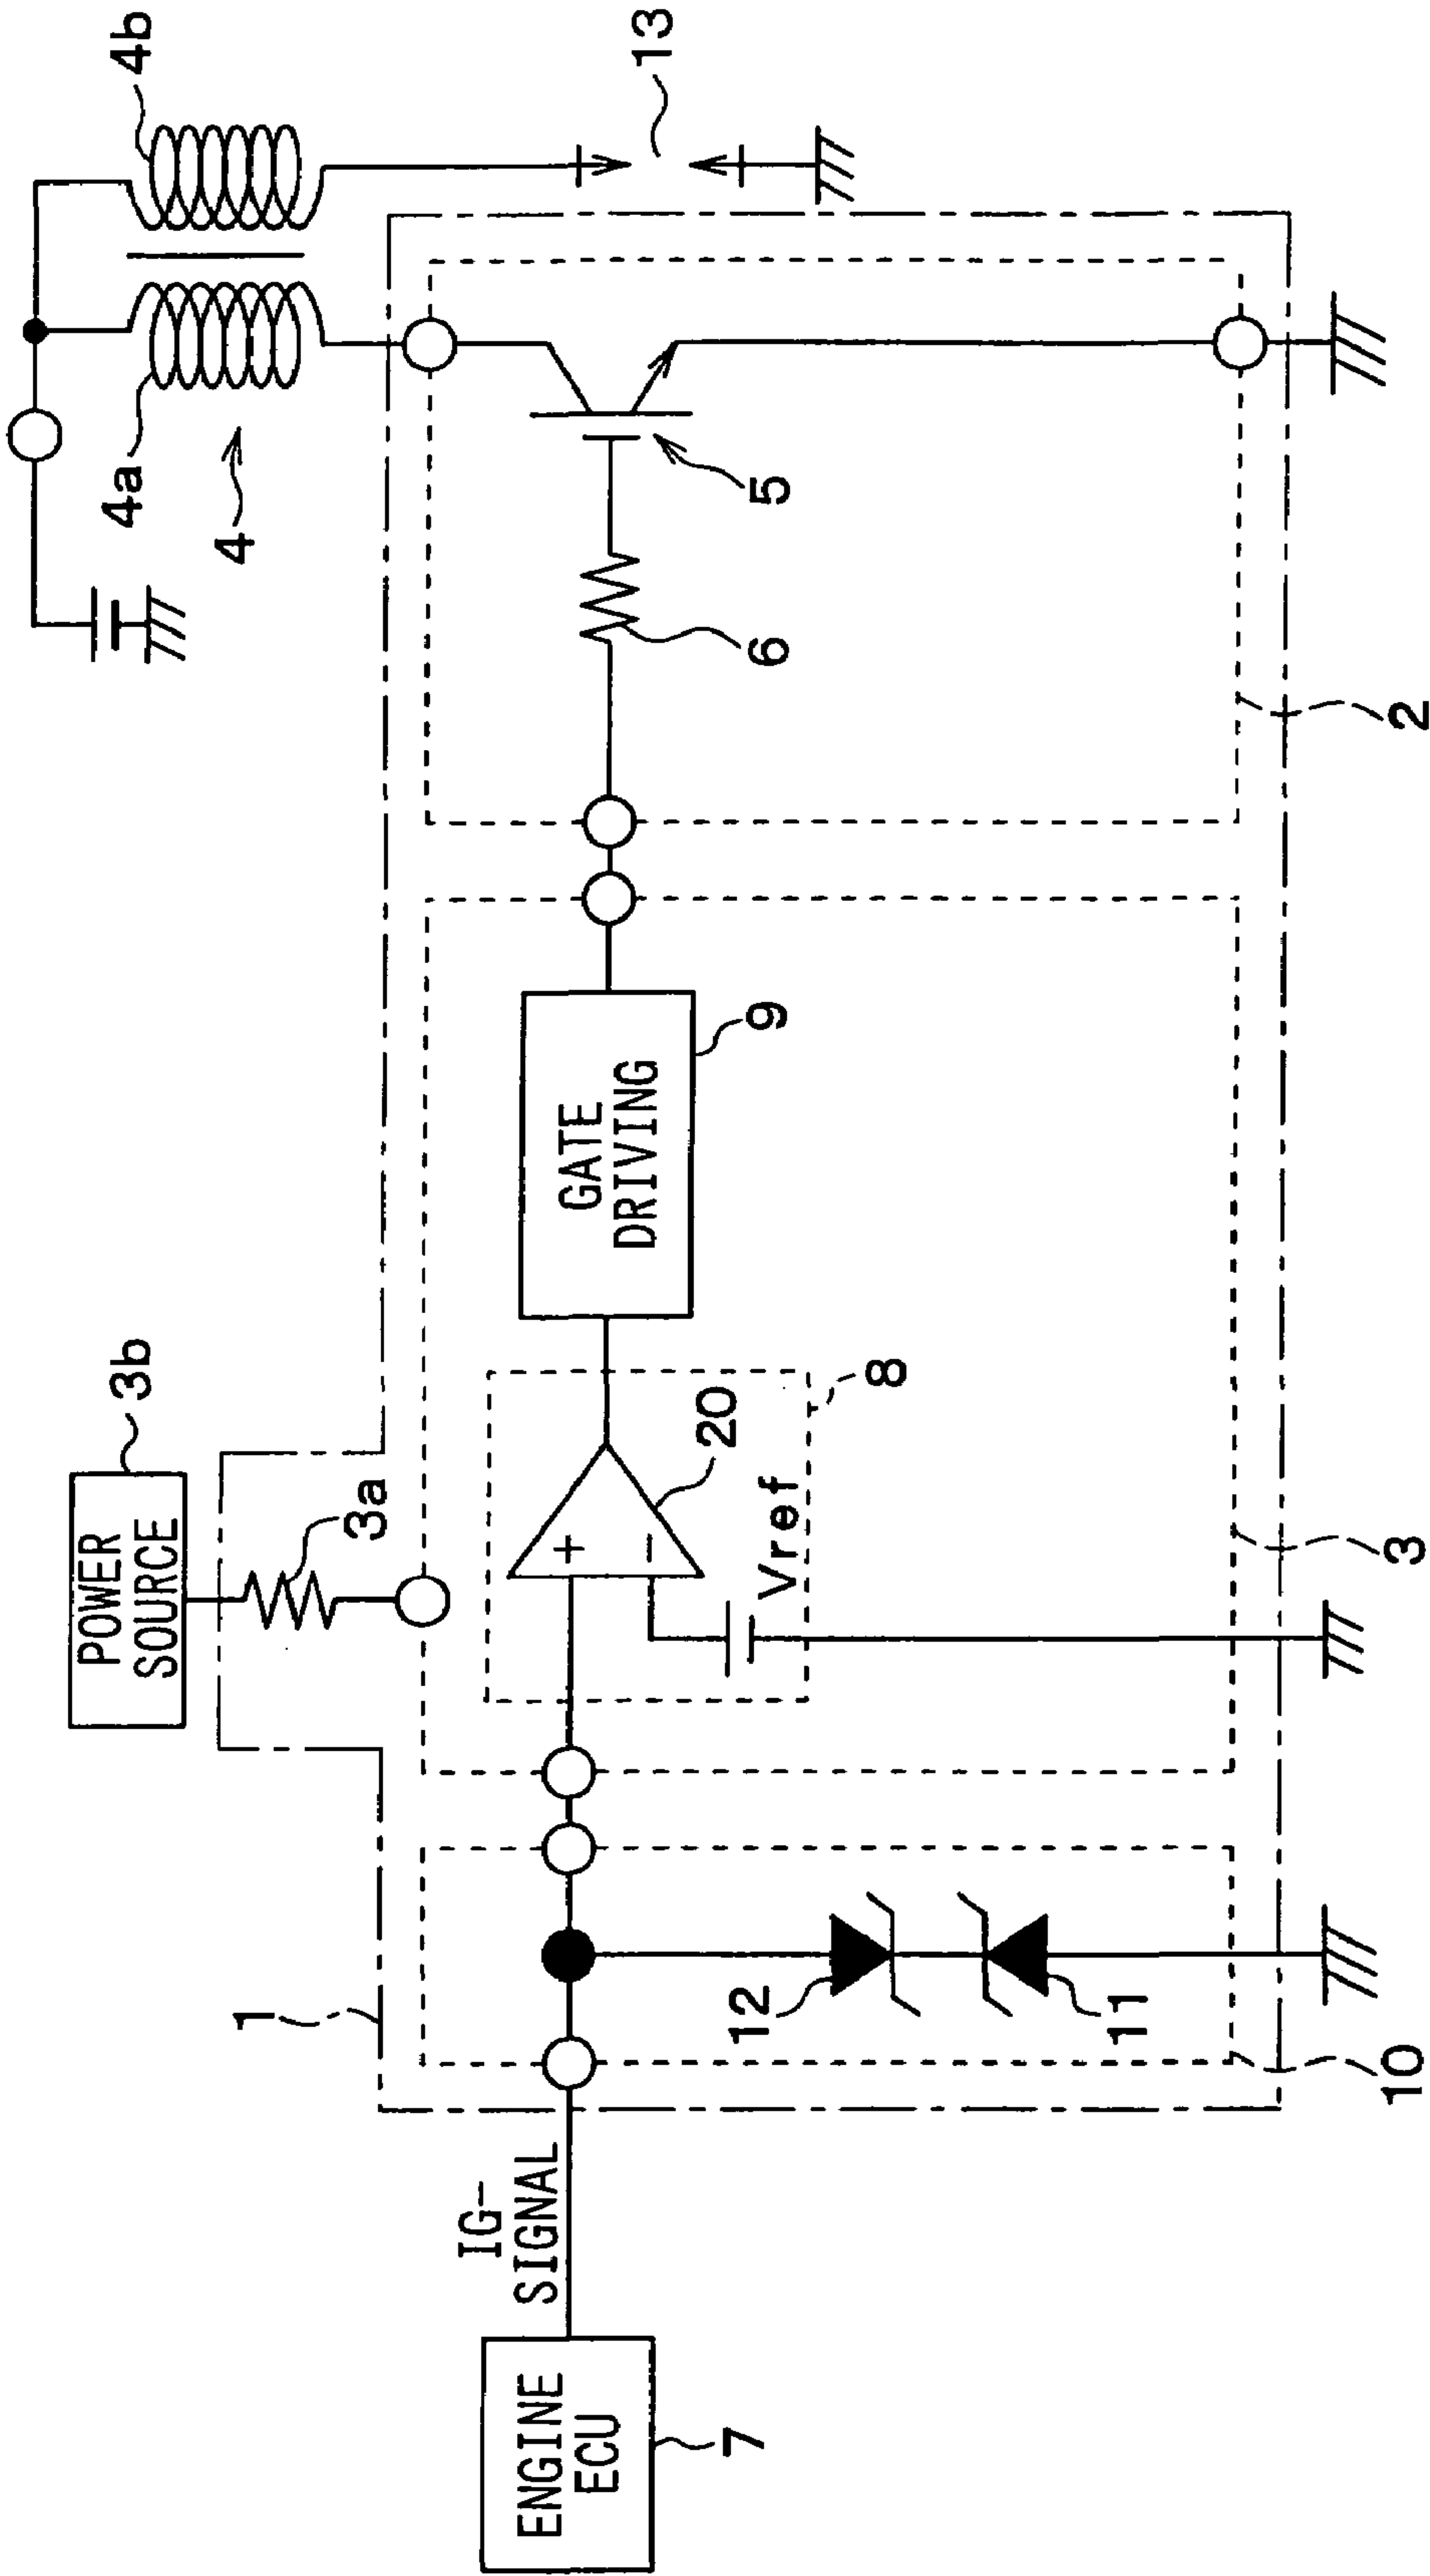 POWER
SOURCE
3b
3a
4a
4
4b
13
1
ENGINE
ECU
7
IG-
SIGNAL
12
11
10
+
−
20
Vref
8
3
GATE
DRIVING
9
6
5
2